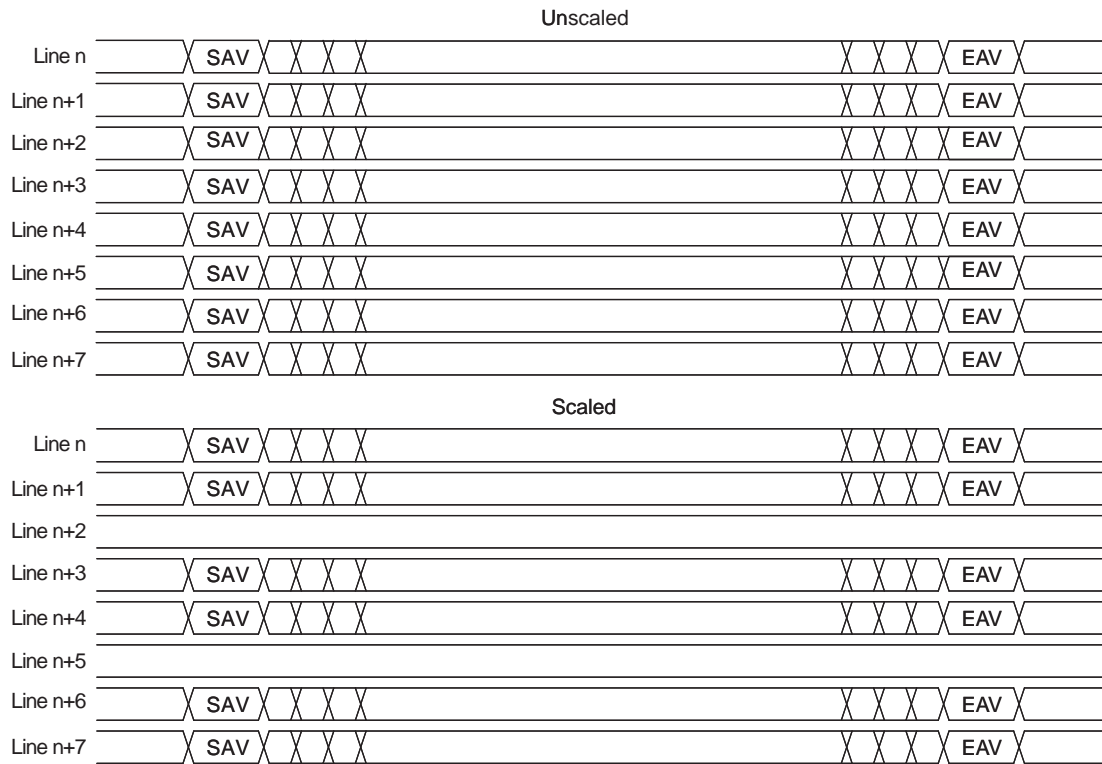 Unscaled
Line n SAV EAV
Line n+1 SAV EAV
Line n+2 SAV EAV
Line n+3 SAV EAV
Line n+4 SAV EAV
Line n+5 SAV EAV
Line n+6 SAV EAV
Line n+7 SAV EAV
Scaled
Line n SAV EAV
Line n+1 SAV EAV
Line n+2
Line n+3 SAV EAV
Line n+4 SAV EAV
Line n+5
Line n+6 SAV EAV
Line n+7 SAV EAV